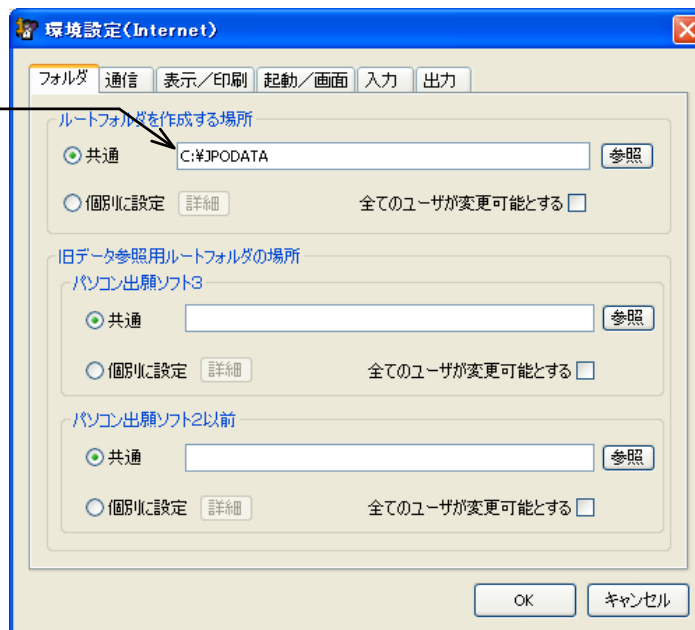 環境設定(Internet)
フォルダ 通信 表示／印刷 起動／画面 入力 出力
ルートフォルダを作成する場所
共通 C:¥JPODATA 参照
個別に設定 詳細 全てのユーザが変更可能とする
旧データ参照用ルートフォルダの場所
パソコン出願ソフト3
共通 参照
個別に設定 詳細 全てのユーザが変更可能とする
パソコン出願ソフト2以前
共通 参照
個別に設定 詳細 全てのユーザが変更可能とする
OK キャンセル